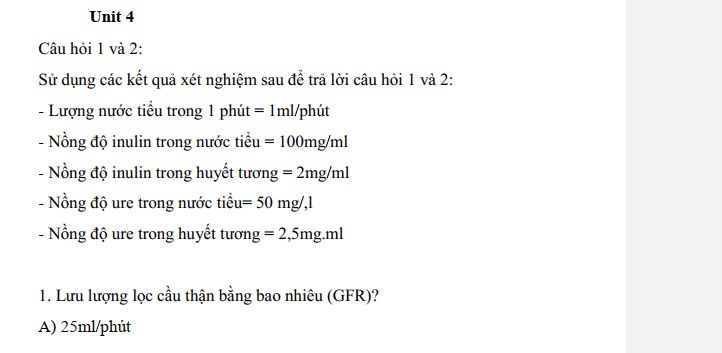 Unit 4
Câu hỏi 1 và 2:
Sử dụng các kết quả xét nghiệm sau để trả lời câu hỏi 1 và 2:
- Lượng nước tiểu trong 1 phút = 1ml/phút
- Nồng độ inulin trong nước tiểu = 100mg/ml
- Nồng độ inulin trong huyết tương = 2mg/ml
- Nồng độ ure trong nước tiểu= 50 mg/,l
- Nồng độ ure trong huyết tương = 2,5mg.ml
1. Lưu lượng lọc cầu thận bằng bao nhiêu (GFR)?
A) 25ml/phút